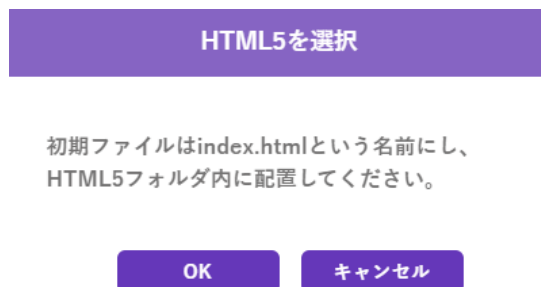 HTML5を選択
初期ファイルはindex.htmlという名前にし、
HTML5フォルダ内に配置してください。
OK
キャンセル